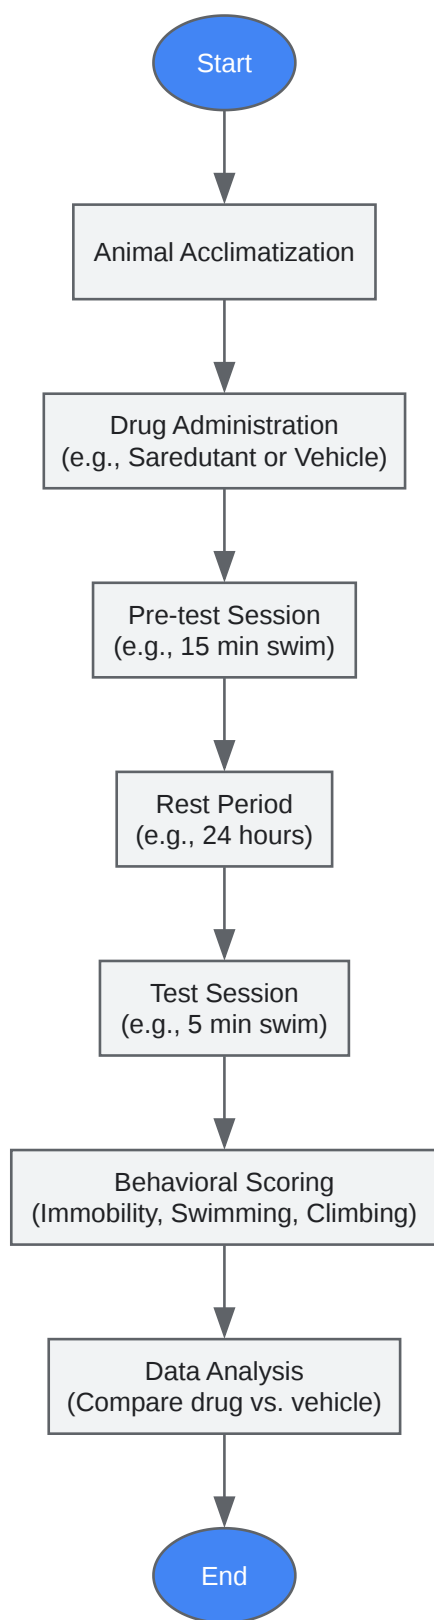 Start
Animal Acclimatization
Drug Administration
(e.g., Saredutant or Vehicle)
Pre-test Session
(e.g., 15 min swim)
Rest Period
(e.g., 24 hours)
Test Session
(e.g., 5 min swim)
Behavioral Scoring
(Immobility, Swimming, Climbing)
Data Analysis
(Compare drug vs. vehicle)
End